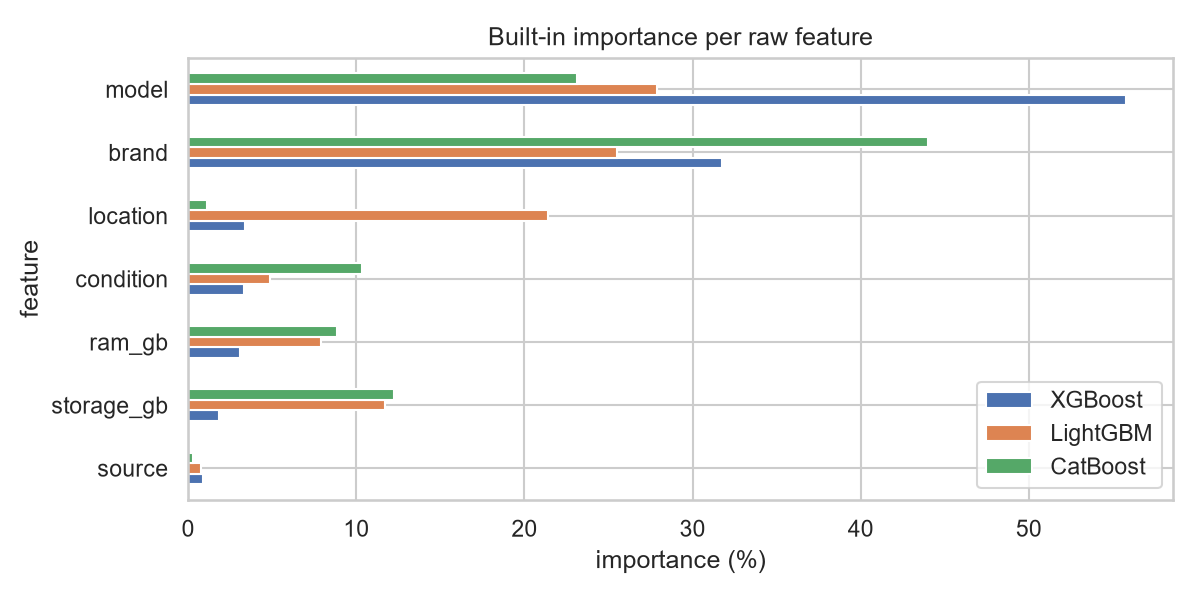 Built-in importance per raw feature
model
brand
location
condition
ram_gb
storage_gb
source
feature
XGBoost
LightGBM
CatBoost
0 10 20 30 40 50
importance (%)